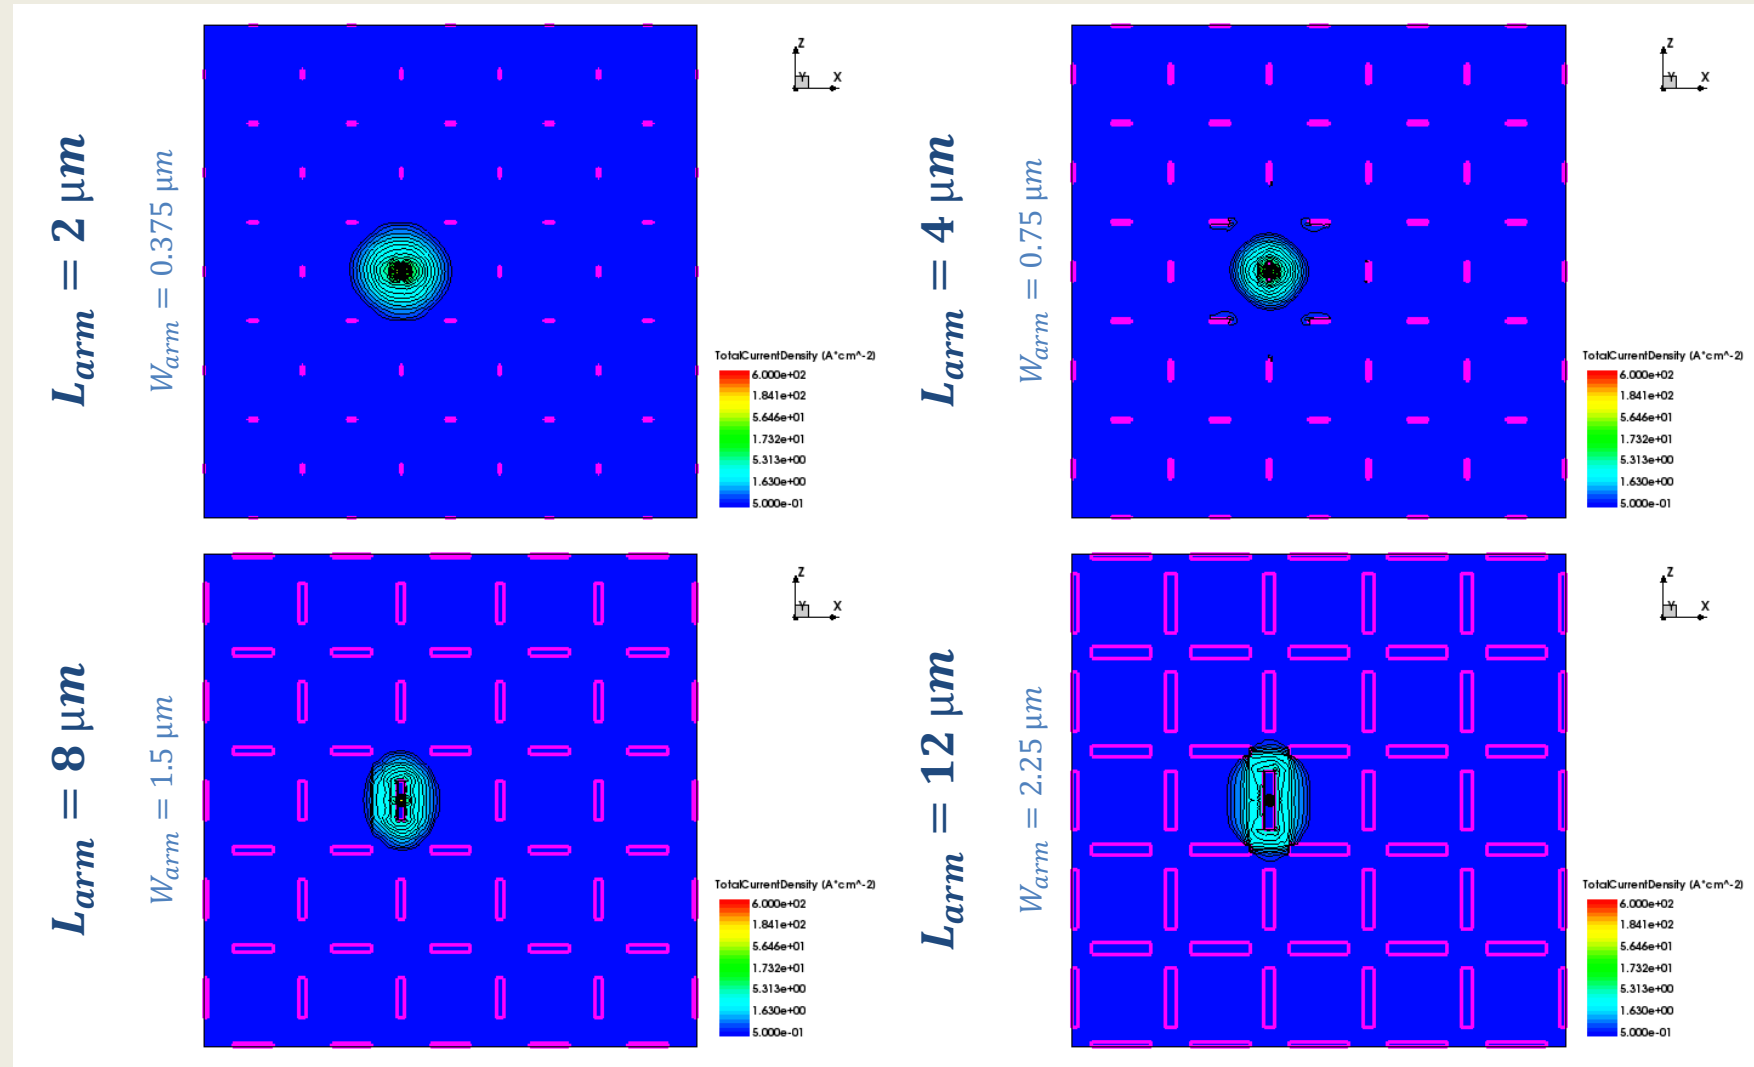 L_arm = 2 μm
W_arm = 0.375 μm
Z
Y X
TotalCurrentDensity (A*cm^-2)
6.000e+02
1.841e+02
5.646e+01
1.732e+01
5.313e+00
1.630e+00
5.000e-01
L_arm = 4 μm
W_arm = 0.75 μm
Z
Y X
TotalCurrentDensity (A*cm^-2)
6.000e+02
1.841e+02
5.646e+01
1.732e+01
5.313e+00
1.630e+00
5.000e-01
L_arm = 8 μm
W_arm = 1.5 μm
Z
Y X
TotalCurrentDensity (A*cm^-2)
6.000e+02
1.841e+02
5.646e+01
1.732e+01
5.313e+00
1.630e+00
5.000e-01
L_arm = 12 μm
W_arm = 2.25 μm
Z
Y X
TotalCurrentDensity (A*cm^-2)
6.000e+02
1.841e+02
5.646e+01
1.732e+01
5.313e+00
1.630e+00
5.000e-01